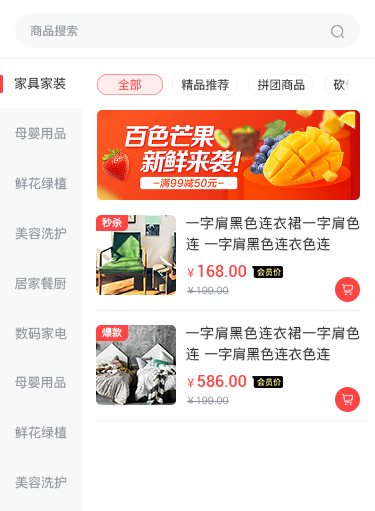 商品搜索
家具家装
母婴用品
鲜花绿植
美容洗护
居家餐厨
数码家电
母婴用品
鲜花绿植
美容洗护
全部
精品推荐
拼团商品
砍
百色芒果
新鲜来袭!
满99减50元
秒杀
一字肩黑色连衣裙一字肩色
连 一字肩黑色连衣色连
¥168.00 会员价
¥199.00
爆款
一字肩黑色连衣裙一字肩色
连 一字肩黑色连衣色连
¥586.00 会员价
¥199.00